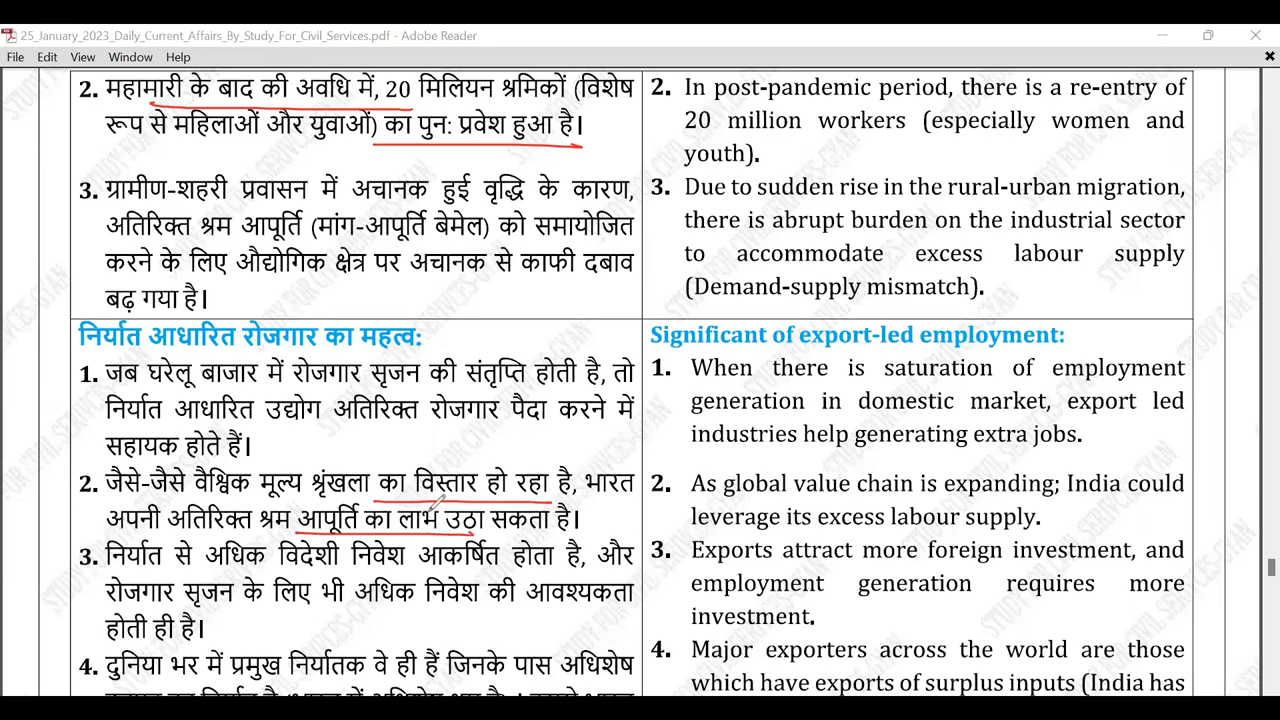 25_January_2023_Daily_Current_Affairs_By_Study_For_Civil_Services.pdf - Adobe Reader
File Edit View Window Help
2. महामारी के बाद की अवधि में, 20 मिलियन श्रमिकों (विशेष
रूप से महिलाओं और युवाओं) का पुन: प्रवेश हुआ है।
3. ग्रामीण-शहरी प्रवासन में अचानक हुई वृद्धि के कारण,
अतिरिक्त श्रम आपूर्ति (मांग-आपूर्ति बेमेल) को समायोजित
करने के लिए औद्योगिक क्षेत्र पर अचानक से काफी दबाव
बढ़ गया है।
2. In post-pandemic period, there is a re-entry of
20 million workers (especially women and
youth).
3. Due to sudden rise in the rural-urban migration,
there is abrupt burden on the industrial sector
to accommodate excess labour supply
(Demand-supply mismatch).
निर्यात आधारित रोजगार का महत्व:
1. जब घरेलू बाजार में रोजगार सृजन की संतृप्ति होती है, तो
निर्यात आधारित उद्योग अतिरिक्त रोजगार पैदा करने में
सहायक होते हैं।
2. जैसे-जैसे वैश्विक मूल्य श्रृंखला का विस्तार हो रहा है, भारत
अपनी अतिरिक्त श्रम आपूर्ति का लाभ उठा सकता है।
3. निर्यात से अधिक विदेशी निवेश आकर्षित होता है, और
रोजगार सृजन के लिए भी अधिक निवेश की आवश्यकता
होती ही है।
4. दुनिया भर में प्रमुख निर्यातक वे ही हैं जिनके पास अधिशेष
Significant of export-led employment:
1. When there is saturation of employment
generation in domestic market, export led
industries help generating extra jobs.
2. As global value chain is expanding; India could
leverage its excess labour supply.
3. Exports attract more foreign investment, and
employment generation requires more
investment.
4. Major exporters across the world are those
which have exports of surplus inputs (India has